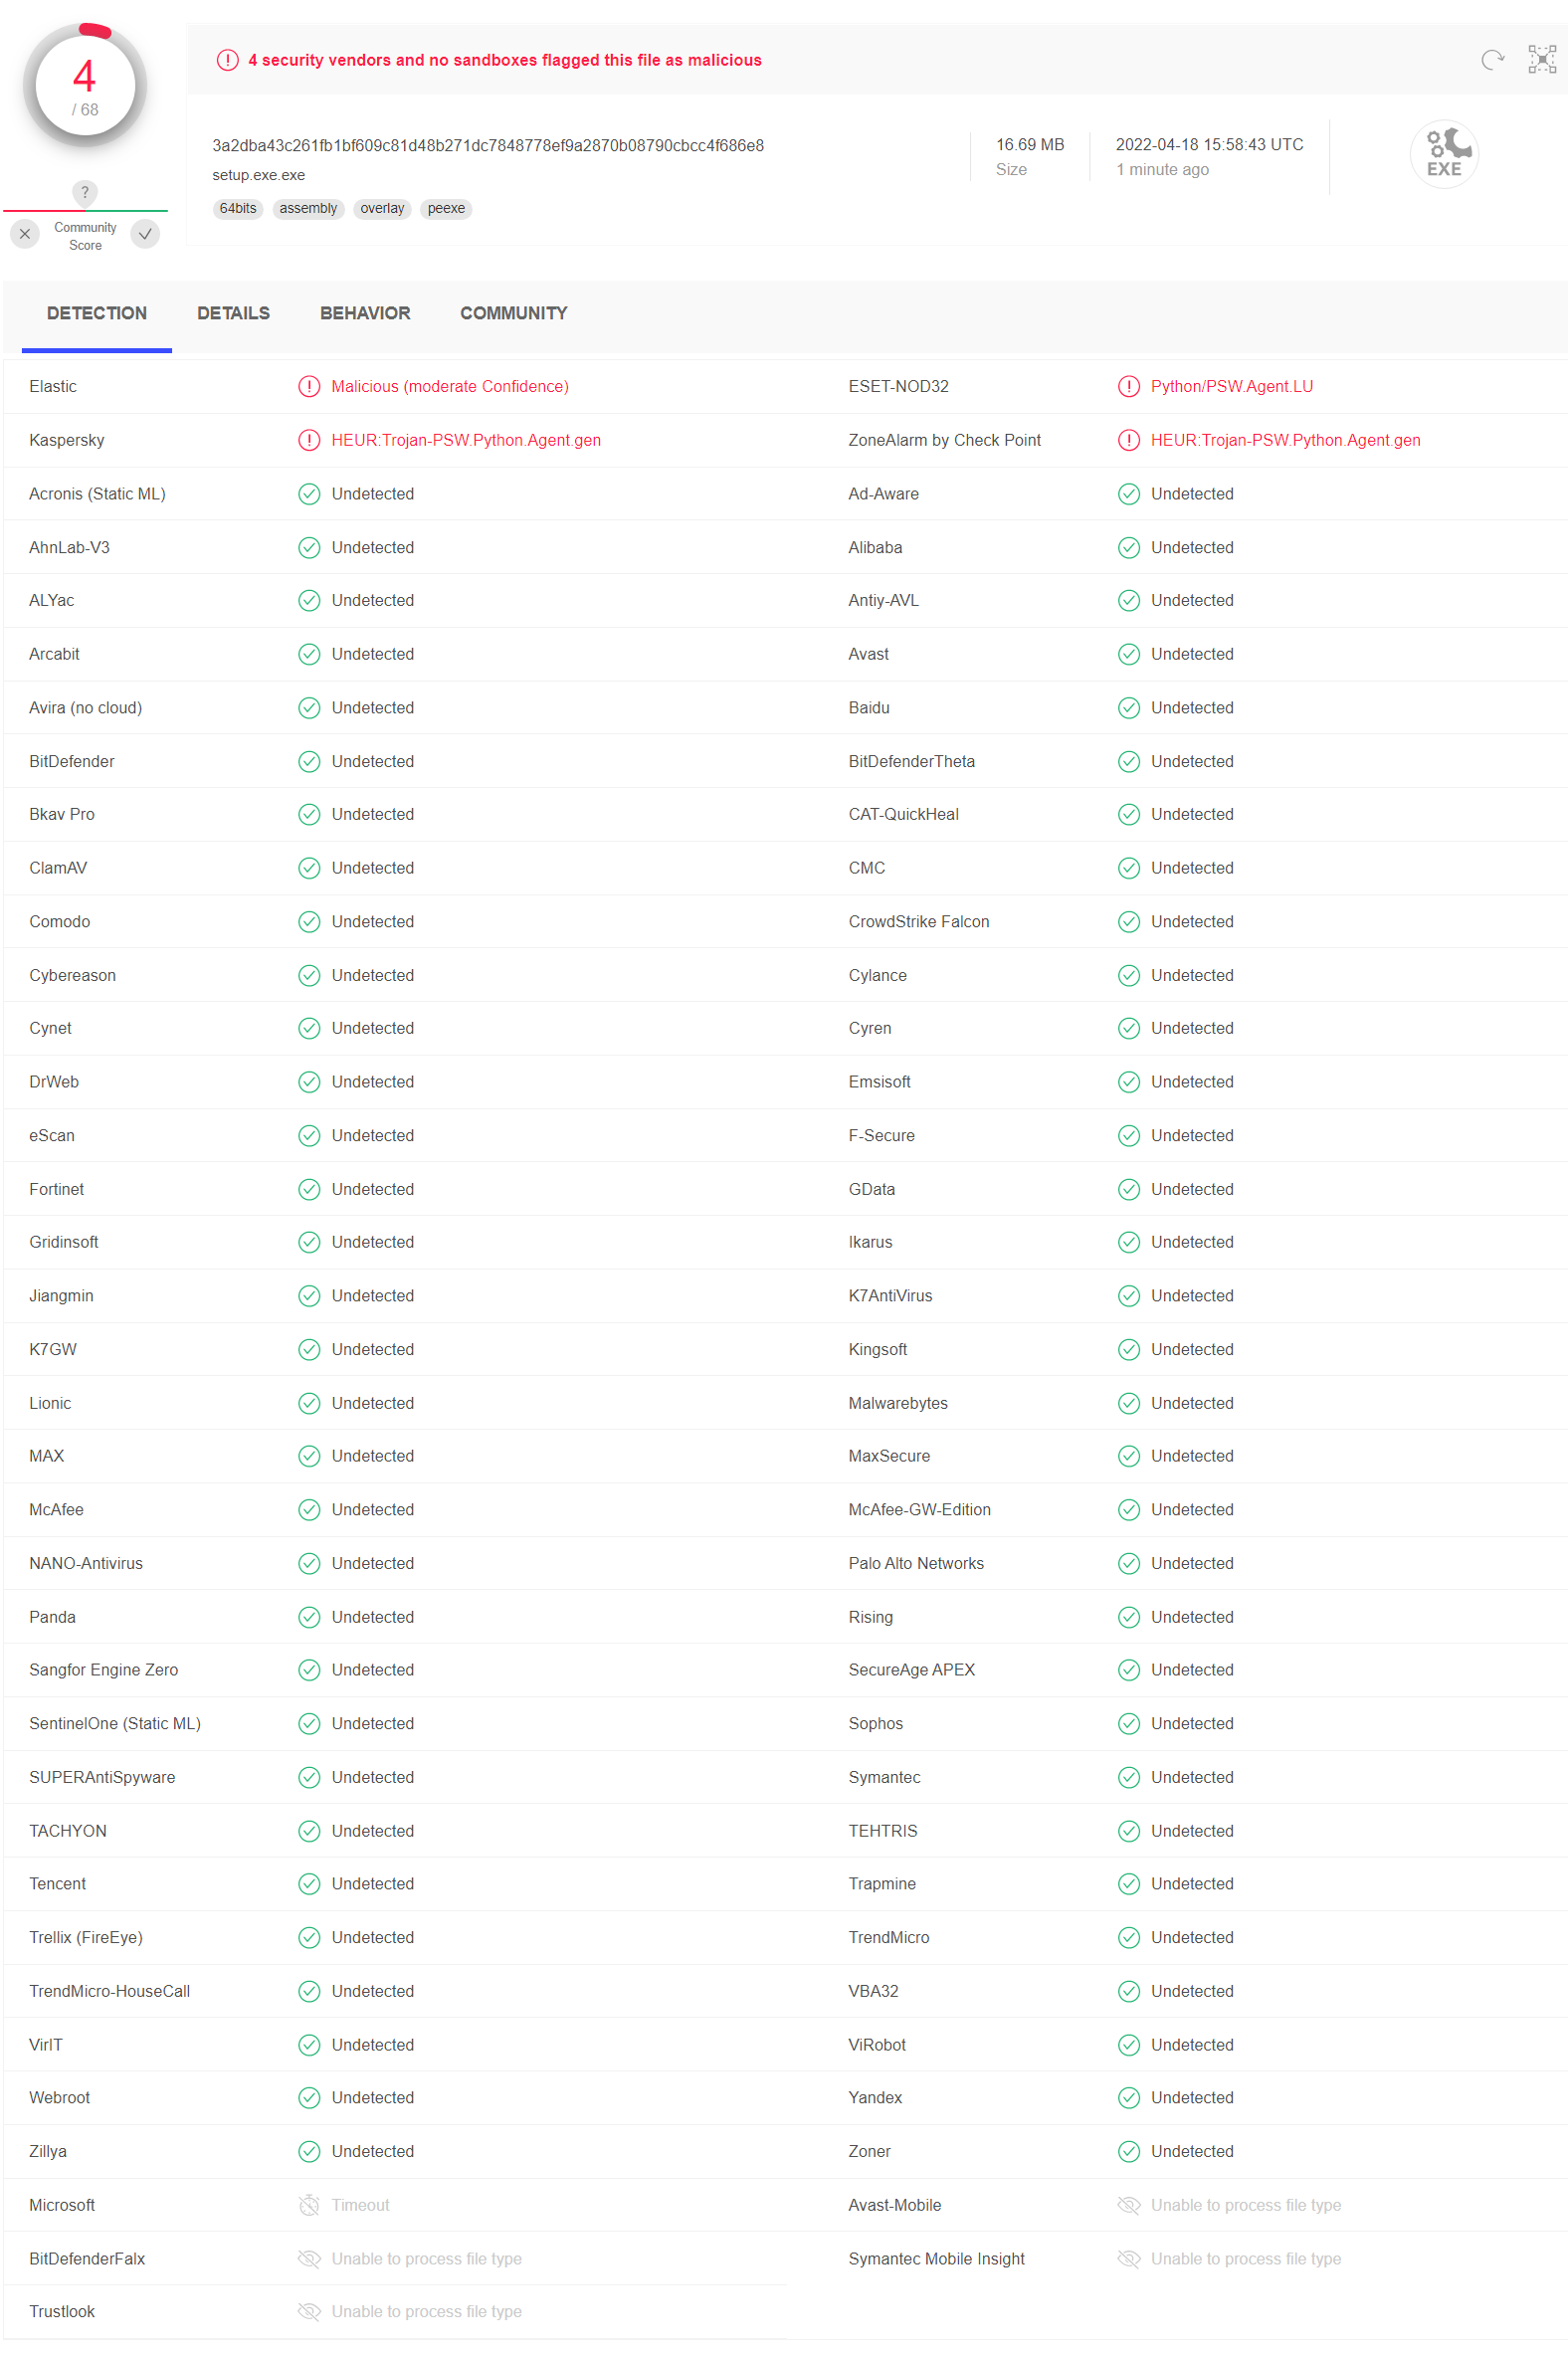 4
/ 68
?
Community
Score
4 security vendors and no sandboxes flagged this file as malicious
3a2dba43c261fb1bf609c81d48b271dc7848778ef9a2870b08790cbcc4f686e8
setup.exe.exe
64bits assembly overlay peexe
16.69 MB
Size
2022-04-18 15:58:43 UTC
1 minute ago
EXE
DETECTION DETAILS BEHAVIOR COMMUNITY
Elastic Malicious (moderate Confidence) ESET-NOD32 Python/PSW.Agent.LU
Kaspersky HEUR:Trojan-PSW.Python.Agent.gen ZoneAlarm by Check Point HEUR:Trojan-PSW.Python.Agent.gen
Acronis (Static ML) Undetected Ad-Aware Undetected
AhnLab-V3 Undetected Alibaba Undetected
ALYac Undetected Antiy-AVL Undetected
Arcabit Undetected Avast Undetected
Avira (no cloud) Undetected Baidu Undetected
BitDefender Undetected BitDefenderTheta Undetected
Bkav Pro Undetected CAT-QuickHeal Undetected
ClamAV Undetected CMC Undetected
Comodo Undetected CrowdStrike Falcon Undetected
Cybereason Undetected Cylance Undetected
Cynet Undetected Cyren Undetected
DrWeb Undetected Emsisoft Undetected
eScan Undetected F-Secure Undetected
Fortinet Undetected GData Undetected
Gridinsoft Undetected Ikarus Undetected
Jiangmin Undetected K7AntiVirus Undetected
K7GW Undetected Kingsoft Undetected
Lionic Undetected Malwarebytes Undetected
MAX Undetected MaxSecure Undetected
McAfee Undetected McAfee-GW-Edition Undetected
NANO-Antivirus Undetected Palo Alto Networks Undetected
Panda Undetected Rising Undetected
Sangfor Engine Zero Undetected SecureAge APEX Undetected
SentinelOne (Static ML) Undetected Sophos Undetected
SUPERAntiSpyware Undetected Symantec Undetected
TACHYON Undetected TEHTRIS Undetected
Tencent Undetected Trapmine Undetected
Trellix (FireEye) Undetected TrendMicro Undetected
TrendMicro-HouseCall Undetected VBA32 Undetected
VirIT Undetected ViRobot Undetected
Webroot Undetected Yandex Undetected
Zillya Undetected Zoner Undetected
Microsoft Timeout Avast-Mobile Unable to process file type
BitDefenderFalx Unable to process file type Symantec Mobile Insight Unable to process file type
Trustlook Unable to process file type